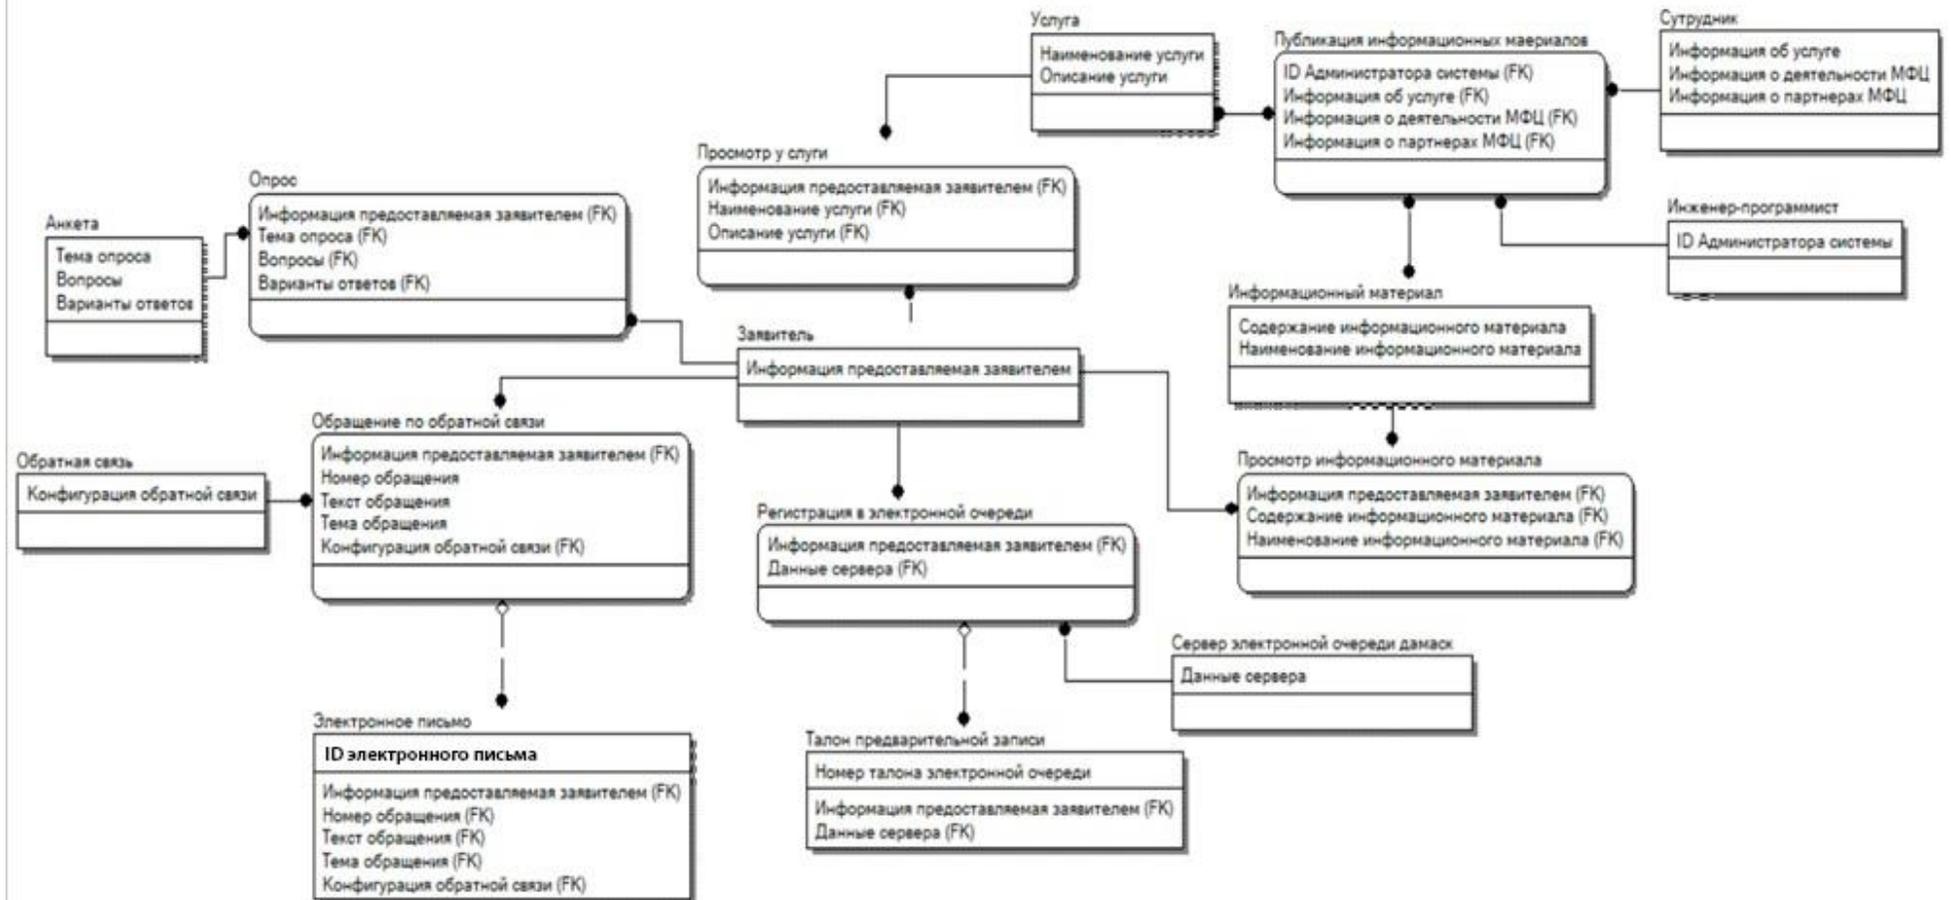 Услуга
Наименование услуги
Описание услуги
Публикация информационных маериалов
ID Администратора системы (FK)
Информация об услуге (FK)
Информация о деятельности МФЦ (FK)
Информация о партнерах МФЦ (FK)
Сутрудник
Информация об услуге
Информация о деятельности МФЦ
Информация о партнерах МФЦ
Просмотр у слуги
Информация предоставляемая заявителем (FK)
Наименование услуги (FK)
Описание услуги (FK)
Опрос
Информация предоставляемая заявителем (FK)
Тема опроса (FK)
Вопросы (FK)
Варианты ответов (FK)
Анкета
Тема опроса
Вопросы
Варианты ответов
Инженер-программист
ID Администратора системы
Информационный материал
Содержание информационного материала
Наименование информационного материала
Заявитель
Информация предоставляемая заявителем
Обращение по обратной связи
Информация предоставляемая заявителем (FK)
Номер обращения
Текст обращения
Тема обращения
Конфигурация обратной связи (FK)
Обратная связь
Конфигурация обратной связи
Просмотр информационного материала
Информация предоставляемая заявителем (FK)
Содержание информационного материала (FK)
Наименование информационного материала (FK)
Регистрация в электронной очереди
Информация предоставляемая заявителем (FK)
Данные сервера (FK)
Сервер электронной очереди дамаск
Данные сервера
Электронное письмо
ID электронного письма
Информация предоставляемая заявителем (FK)
Номер обращения (FK)
Текст обращения (FK)
Тема обращения (FK)
Конфигурация обратной связи (FK)
Талон предварительной записи
Номер талона электронной очереди
Информация предоставляемая заявителем (FK)
Данные сервера (FK)